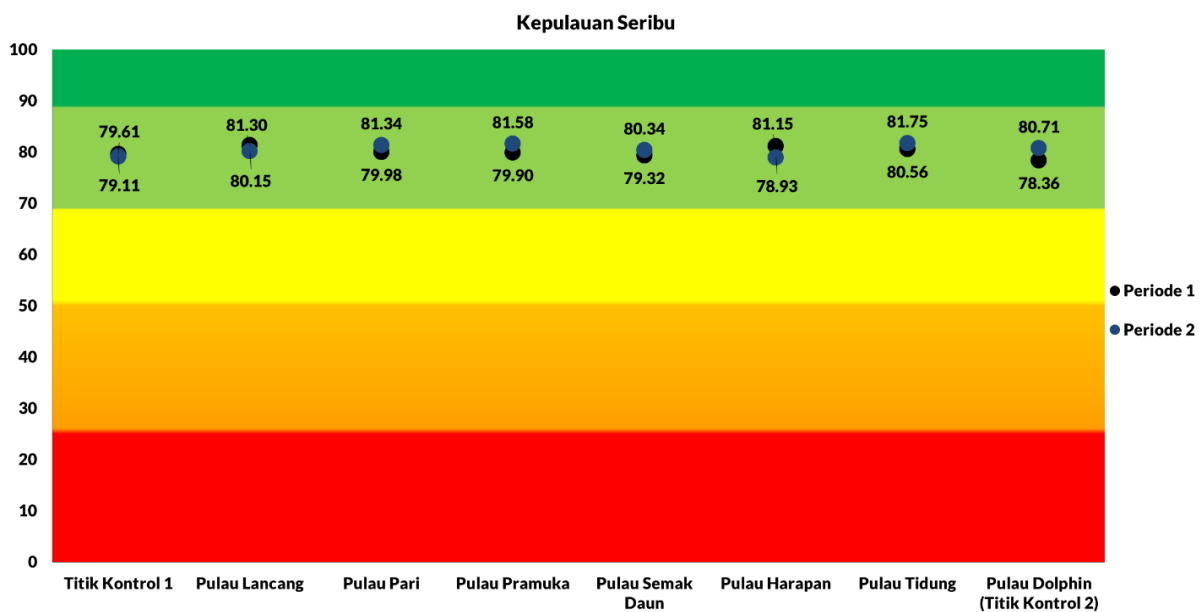 Kepulauan Seribu
100
90
80
70
60
50
40
30
20
10
0
79.61 81.30 81.34 81.58 80.34 81.15 81.75 80.71
79.11 80.15 79.98 79.90 79.32 78.93 80.56 78.36
Periode 1
Periode 2
Titik Kontrol 1 Pulau Lancang Pulau Pari Pulau Pramuka Pulau Semak Pulau Harapan Pulau Tidung Pulau Dolphin
Daun (Titik Kontrol 2)